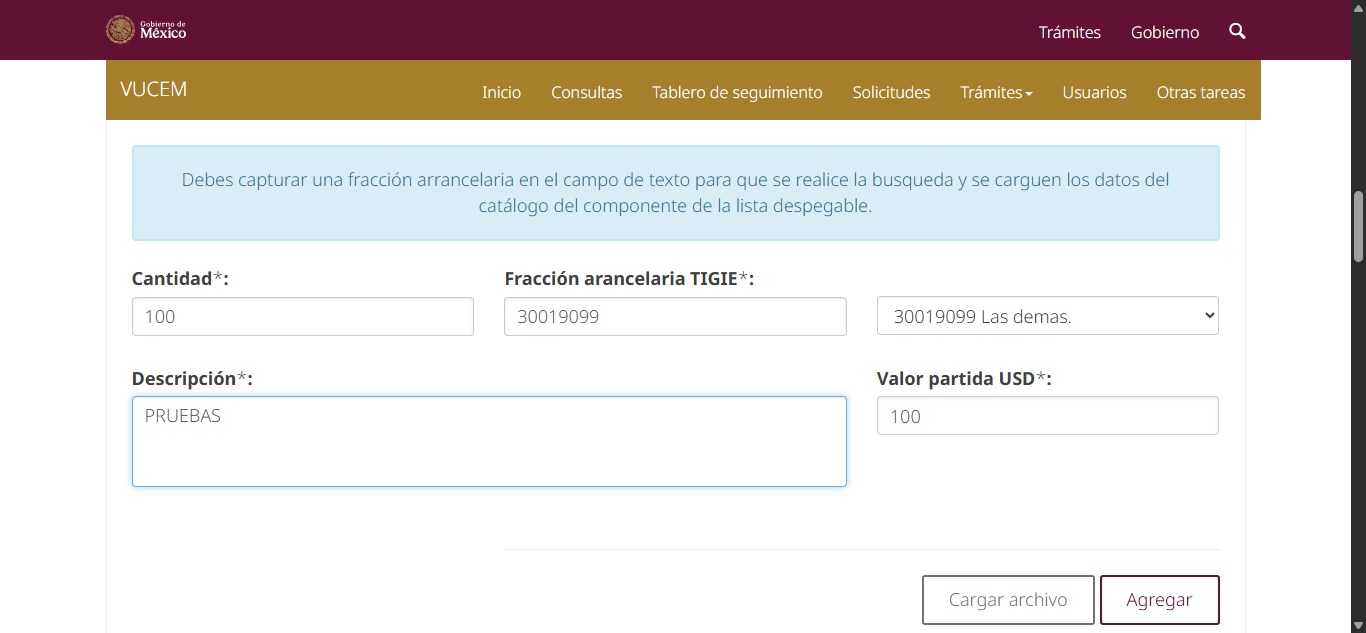 Gobierno de
México
Trámites
Gobierno
VUCEM
Inicio
Consultas
Tablero de seguimiento
Solicitudes
Trámites
Usuarios
Otras tareas
Debes capturar una fracción arrancelaria en el campo de texto para que se realice la busqueda y se carguen los datos del
catálogo del componente de la lista despegable.
Cantidad*:
Fracción arancelaria TIGIE*:
100
30019099
30019099 Las demas.
Descripción*:
Valor partida USD*:
PRUEBAS
100
Cargar archivo
Agregar